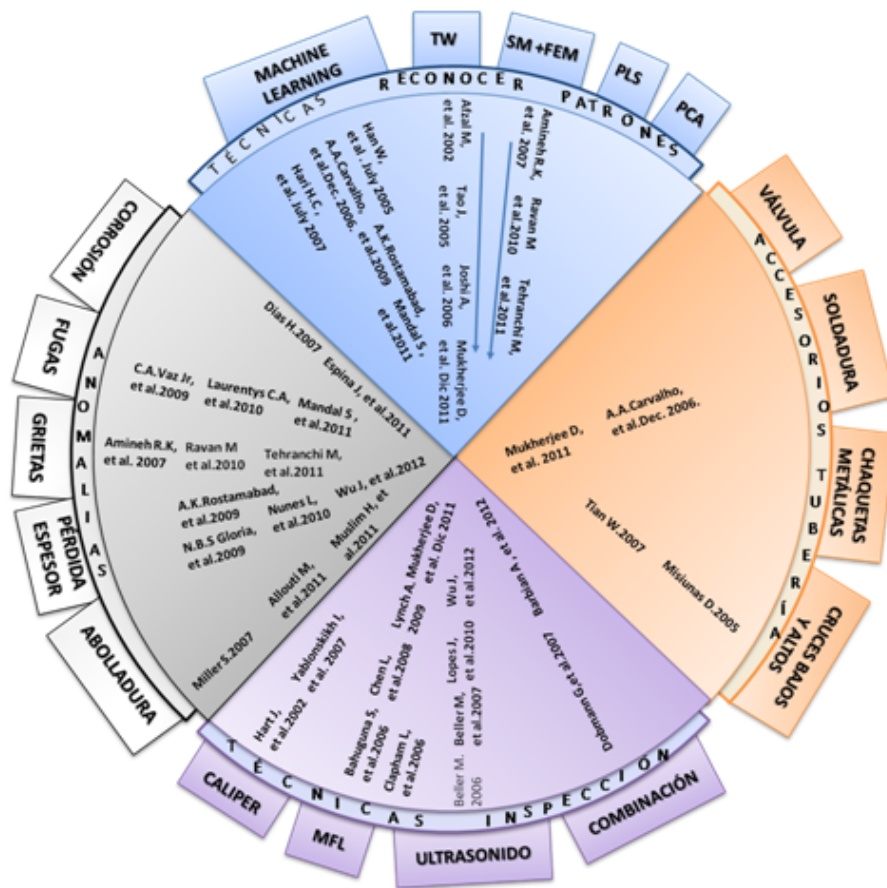 MACHINE
LEARNING
TW
SM +FEM
PLS
PCA
TÉCNICAS RECONOCER PATRONES
Han W,
et al. July 2005
A.A.Carvalho,
et al.Dec. 2006.
Hari H.C,
et al. July 2007
A.K.Rostamabad,
et al.2009
Mandal S,
et al.2011
Afzal M,
et al. 2002
Tao J,
et al. 2005
Joshi A,
et al. 2006
Mukherjee D,
et al. Dic 2011
Amineh R.K,
et al. 2007
Ravan M
et al.2010
Tehranchi M,
et al.2011
VÁLVULA
SOLDADURA
CHAQUETAS
METÁLICAS
CRUCES BAJOS
Y ALTOS
ACCESORIOS TUBERÍA
Mukherjee D,
et al. 2011
A.A.Carvalho,
et al.Dec. 2006.
Tian W.2007
Misiunas D.2005
CORROSIÓN
FUGAS
GRIETAS
PÉRDIDA
ESPESOR
ABOLLADURA
ANOMALIAS
Dias H.2007
Espina J, et al.2011
C.A.Vaz Jr,
et al.2009
Laurentys C.A,
et al.2010
Mandal S,
et al.2011
Amineh R.K,
et al. 2007
Ravan M
et al.2010
Tehranchi M,
et al.2011
A.K.Rostamabad,
et al.2009
N.B.S Gloria,
et al.2009
Nunes L,
et al.2010
Wu J, et al.2012
Muslim H, et
al.2011
Allouti M,
et al.2011
Miller S.2007
Hart J,
et al.2002
Yablonskikh I,
et al. 2007
Bahuguna S,
et al.2006
Clapham L,
et al.2006
Chen L,
et al.2008
Lynch A.
2009
Mukherjee D,
et al. Dic 2011
Beller M.
2006
Beller M,
et al.2007
Lopes J,
et al.2010
Wu J,
et al.2012
Barbian A, et al. 2012
Dobmann G.et al.2007
TÉCNICAS INSPECCIÓN
CALIPER
MFL
ULTRASONIDO
COMBINACIÓN